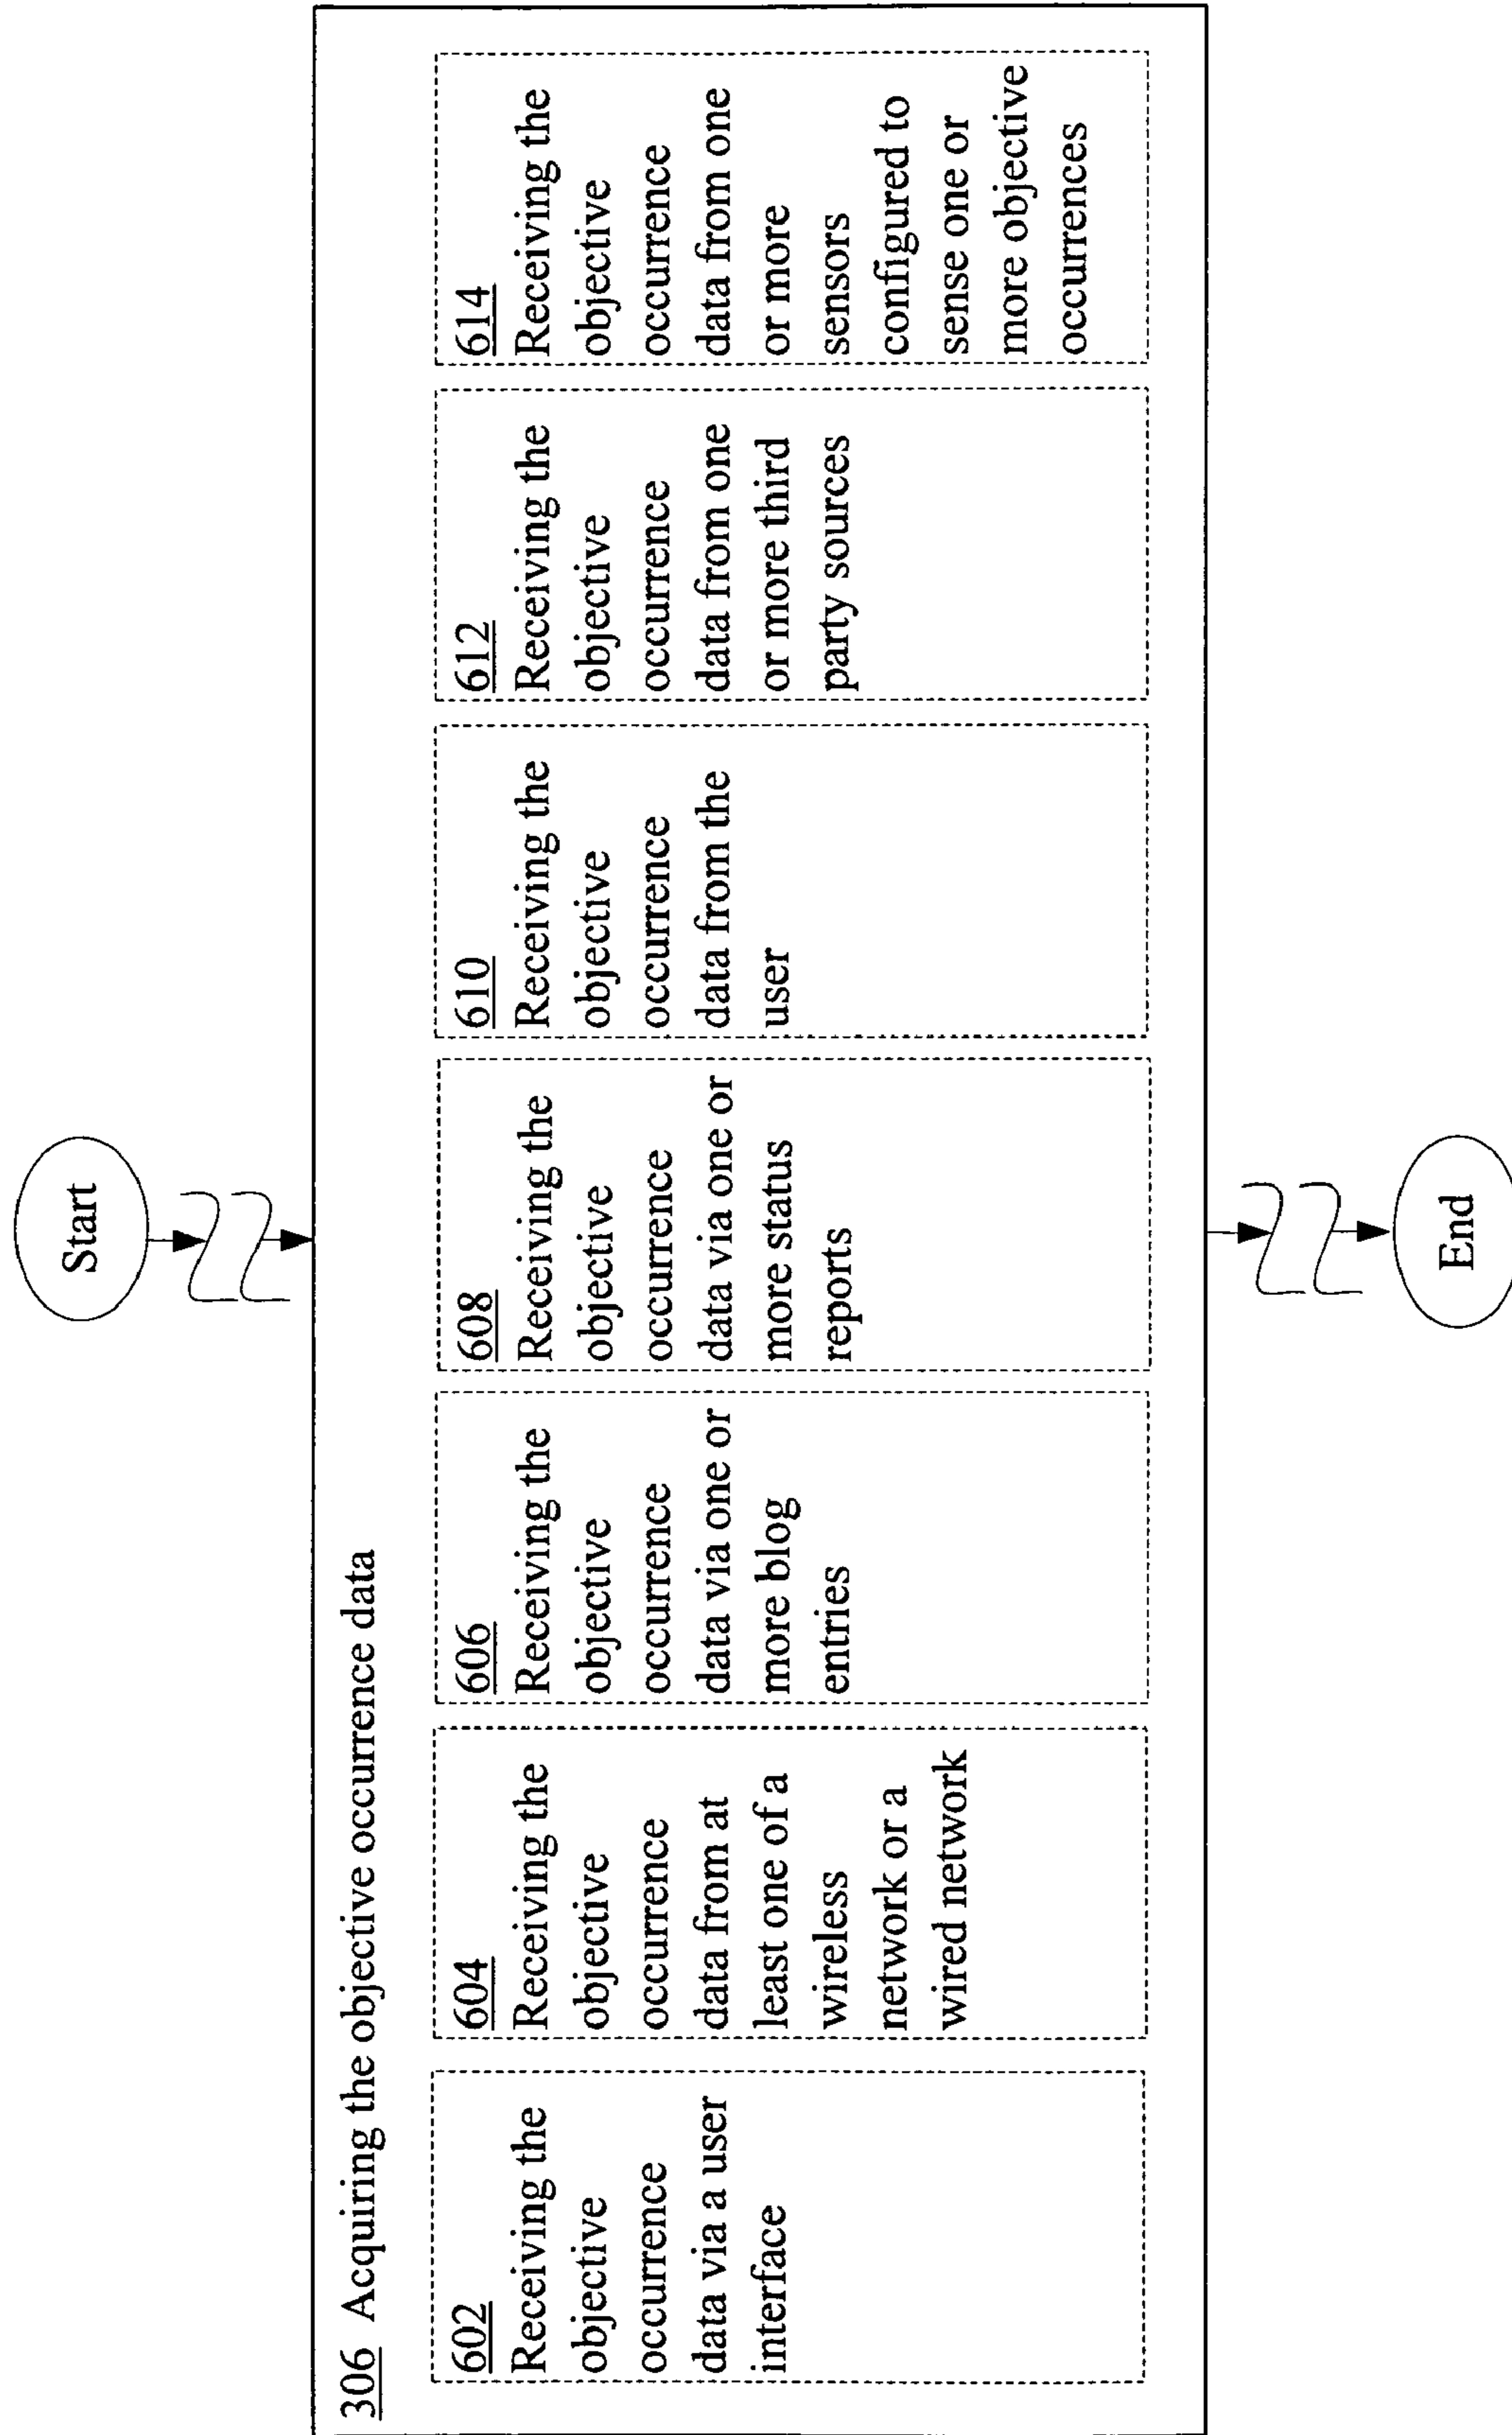 Start
306 Acquiring the objective occurrence data
602
Receiving the
objective
occurrence
data via a user
interface
604
Receiving the
objective
occurrence
data from at
least one of a
wireless
network or a
wired network
606
Receiving the
objective
occurrence
data via one or
more blog
entries
608
Receiving the
objective
occurrence
data via one or
more status
reports
610
Receiving the
objective
occurrence
data from the
user
612
Receiving the
objective
occurrence
data from one
or more third
party sources
614
Receiving the
objective
occurrence
data from one
or more
sensors
configured to
sense one or
more objective
occurrences
End